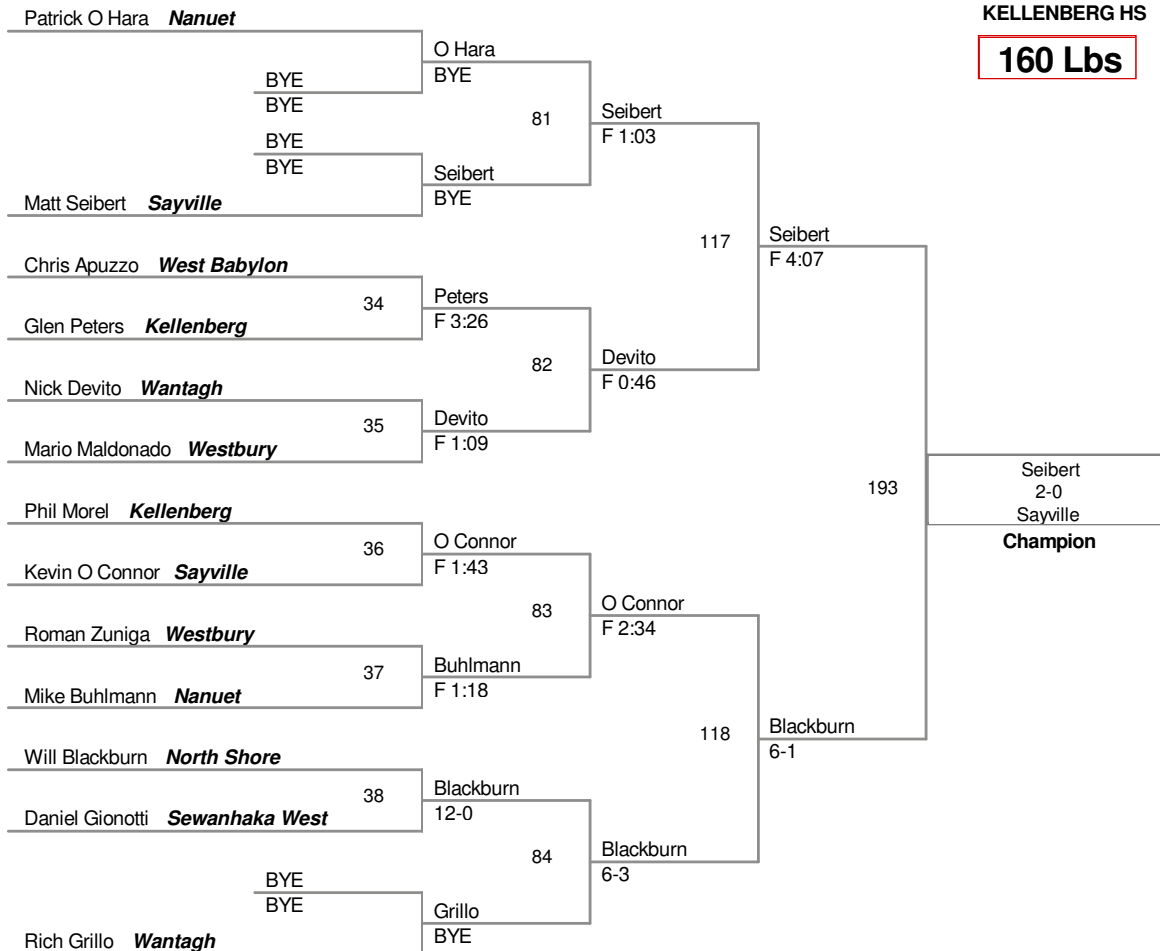 KELLENBERG HS
160 Lbs
Patrick O Hara Nanuet
O Hara
BYE
BYE
BYE
81
Seibert
F 1:03
BYE
BYE
Seibert
BYE
Matt Seibert Sayville
117
Seibert
F 4:07
Chris Apuzzo West Babylon
34
Peters
F 3:26
Glen Peters Kellenberg
82
Devito
F 0:46
Nick Devito Wantagh
35
Devito
F 1:09
Mario Maldonado Westbury
193
Seibert
2-0
Sayville
Champion
Phil Morel Kellenberg
36
O Connor
F 1:43
Kevin O Connor Sayville
83
O Connor
F 2:34
Roman Zuniga Westbury
37
Buhlmann
F 1:18
Mike Buhlmann Nanuet
118
Blackburn
6-1
Will Blackburn North Shore
38
Blackburn
12-0
Daniel Gionotti Sewanhaka West
84
Blackburn
6-3
BYE
BYE
Grillo
BYE
Rich Grillo Wantagh